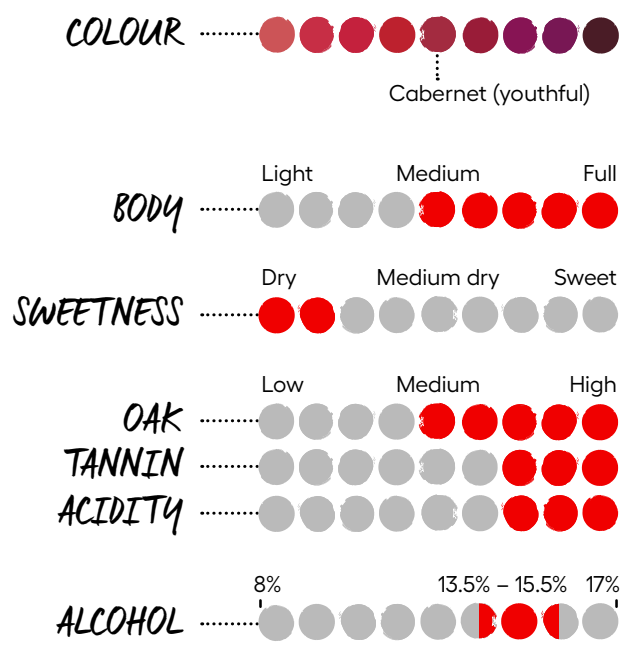 COLOUR
Cabernet (youthful)
Light Medium Full
BODY
Dry Medium dry Sweet
SWEETNESS
Low Medium High
OAK
TANNIN
ACIDITY
8% 13.5% – 15.5% 17%
ALCOHOL